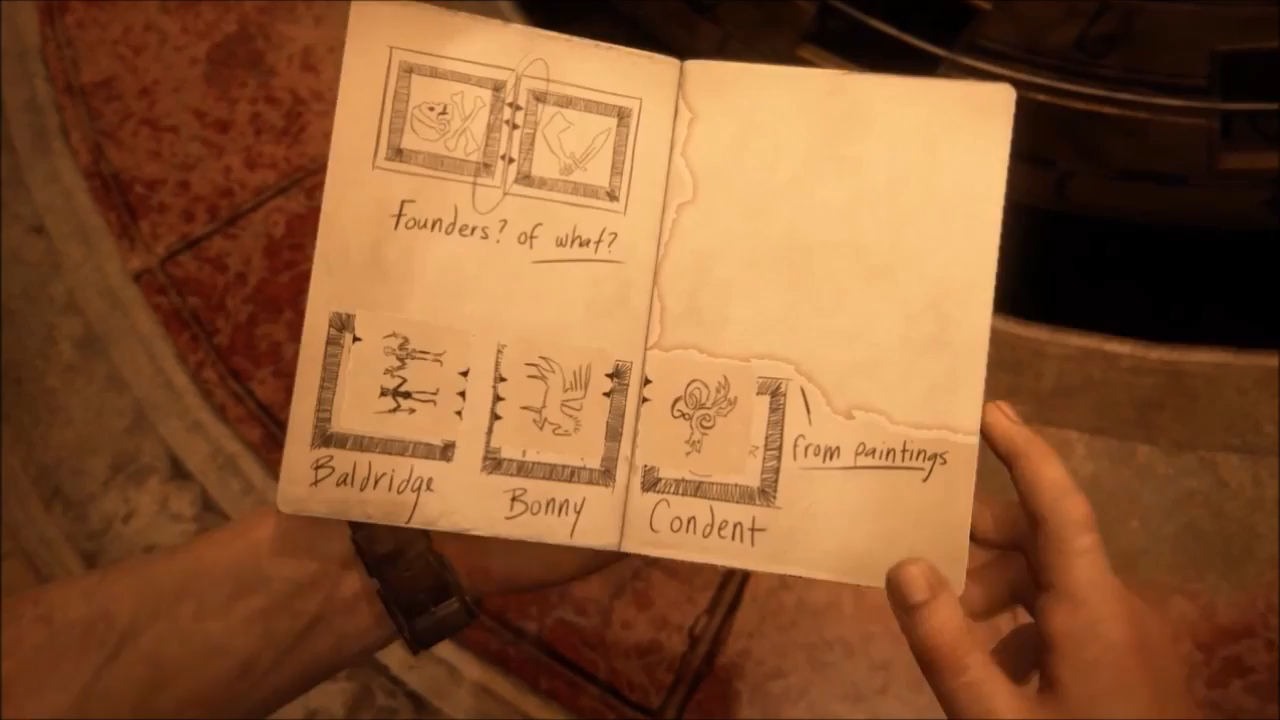 Founders? of what?
Baldridge
Bonny
Condent
from paintings